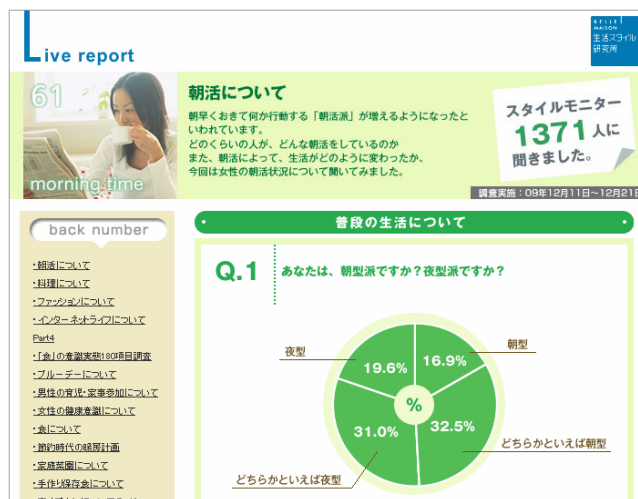 Live report
BELLE
MAISON
生活スタイル
研究所
61
morning time
朝活について
朝早くおきて何か行動する「朝活派」が増えるようになったと
いわれています。
どのくらいの人が、どんな朝活をしているのか
また、朝活によって、生活がどのように変わったか、
今回は女性の朝活状況について聞いてみました。
スタイルモニター
1371人に
聞きました。
調査実施：09年12月11日～12月21日
back number
・朝活について
・料理について
・ファッションについて
・インターネットライフについて
Part4
・「食」の意識実態180項目調査
・ブルーデーについて
・男性の育児・家事参加について
・女性の健康意識について
・食について
・節約時代の暖房計画
・家庭菜園について
・手作り保存食について
普段の生活について
Q.1
あなたは、朝型派ですか？夜型派ですか？
夜型
19.6%
16.9%
朝型
%
31.0%
32.5%
どちらかといえば朝型
どちらかといえば夜型